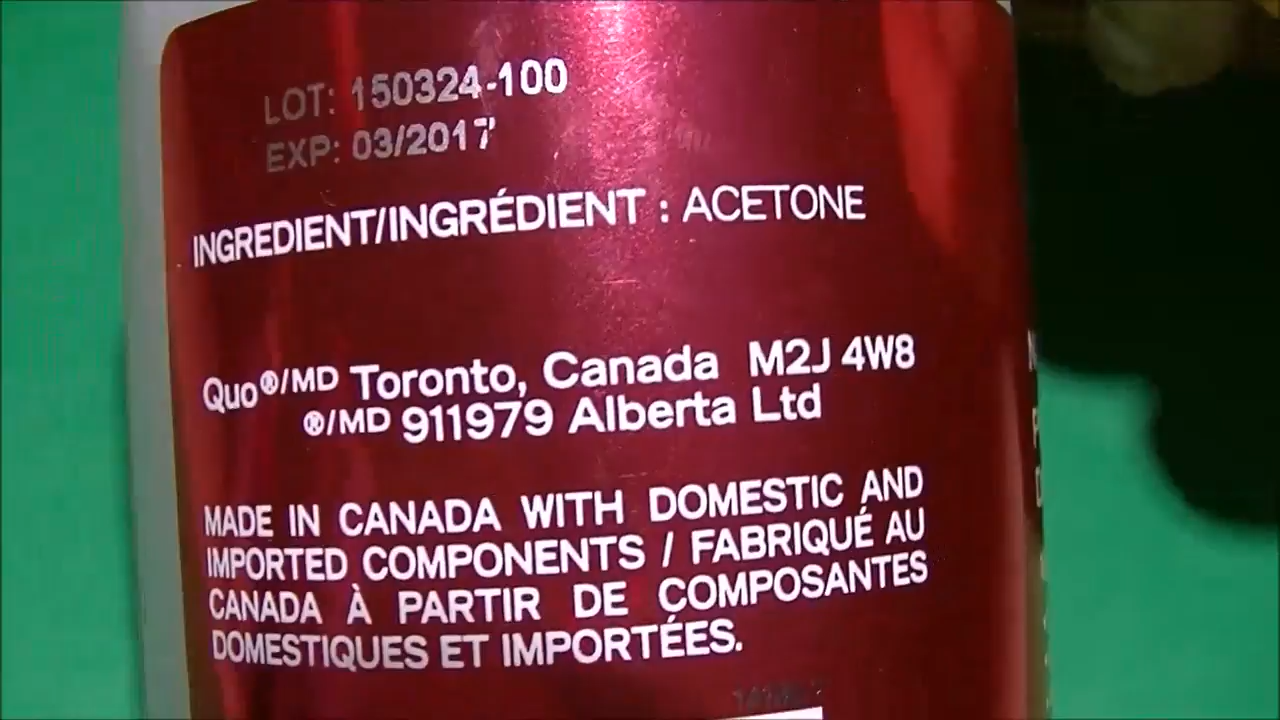 LOT: 150324-100
EXP: 03/2017
INGREDIENT/INGRÉDIENT : ACETONE
Quo®/MD Toronto, Canada M2J 4W8
®/MD 911979 Alberta Ltd
MADE IN CANADA WITH DOMESTIC AND
IMPORTED COMPONENTS / FABRIQUÉ AU
CANADA À PARTIR DE COMPOSANTES
DOMESTIQUES ET IMPORTÉES.